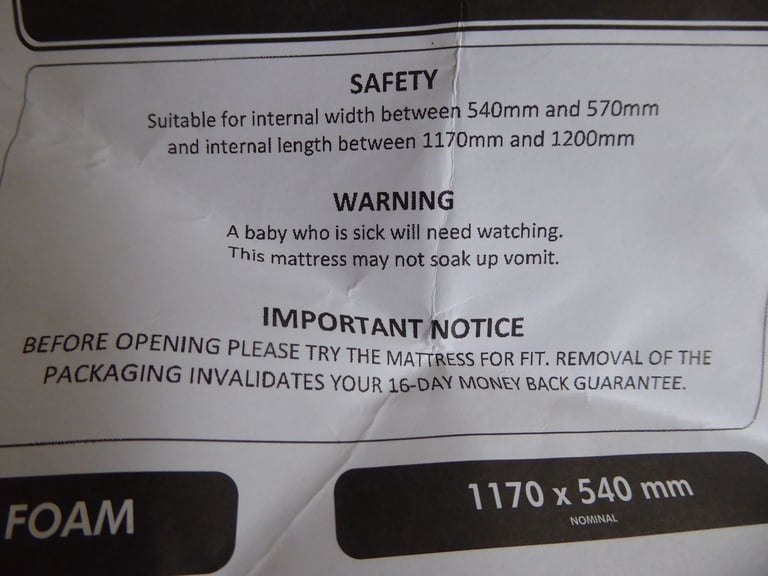 SAFETY
Suitable for internal width between 540mm and 570mm
and internal length between 1170mm and 1200mm
WARNING
A baby who is sick will need watching.
This mattress may not soak up vomit.
IMPORTANT NOTICE
BEFORE OPENING PLEASE TRY THE MATTRESS FOR FIT. REMOVAL OF THE
PACKAGING INVALIDATES YOUR 16-DAY MONEY BACK GUARANTEE.
FOAM
1170 x 540 mm
NOMINAL